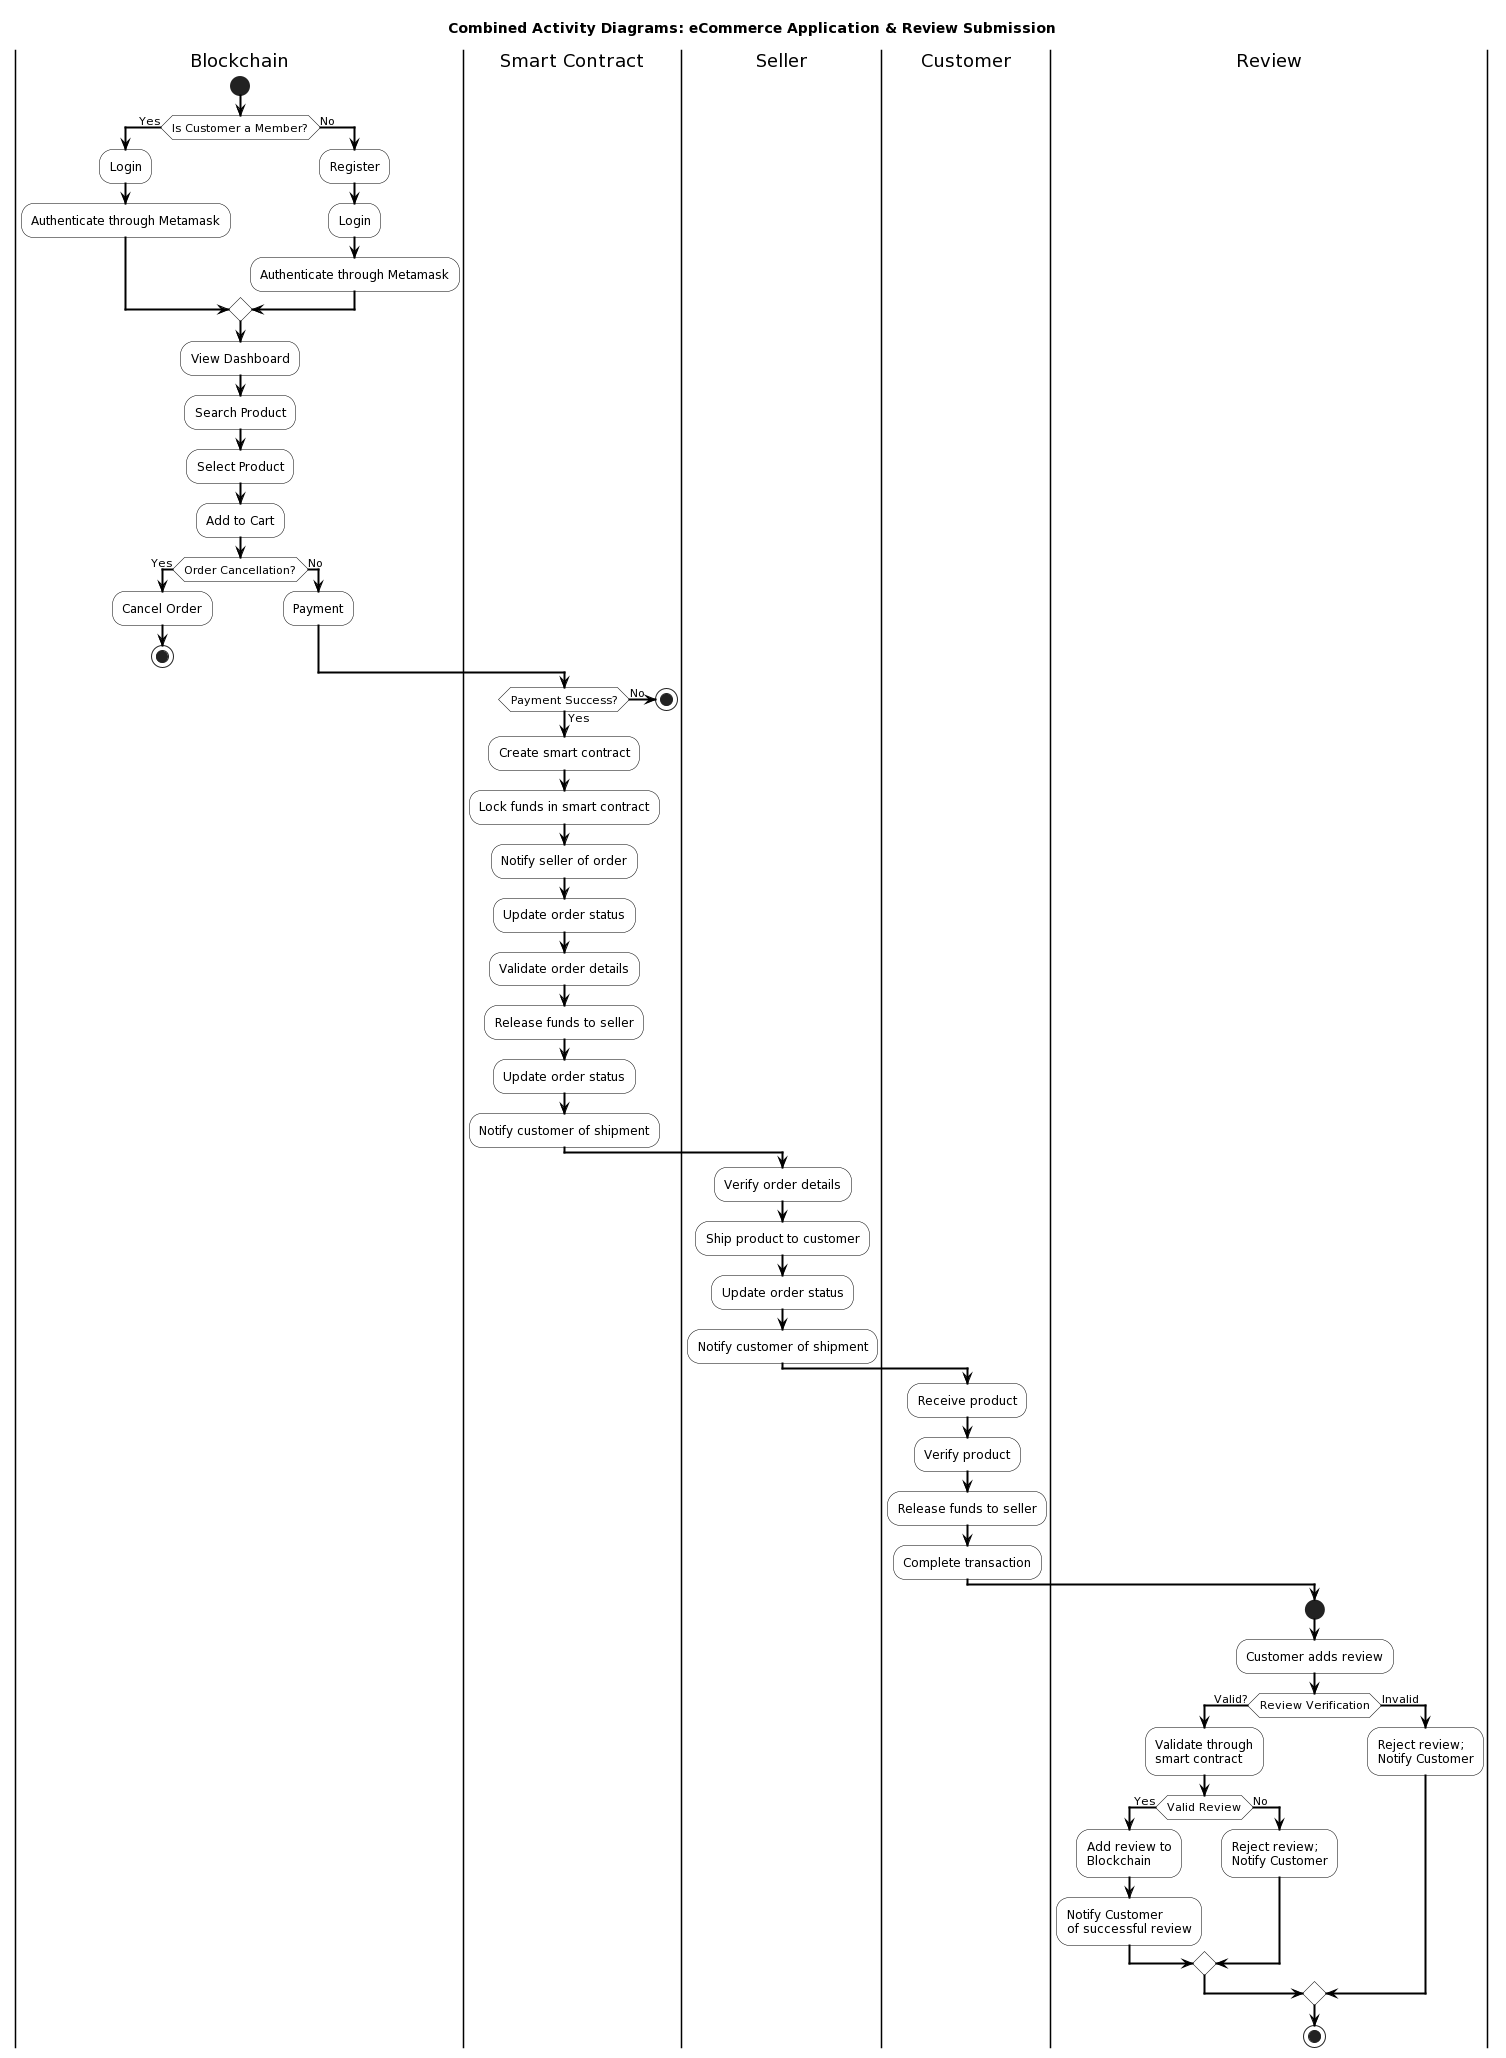 Combined Activity Diagrams: eCommerce Application & Review Submission
Blockchain
Smart Contract
Seller
Customer
Review
Is Customer a Member?
Yes
No
Login
Register
Authenticate through Metamask
Login
Authenticate through Metamask
View Dashboard
Search Product
Select Product
Add to Cart
Order Cancellation?
Yes
No
Cancel Order
Payment
Payment Success?
No
Yes
Create smart contract
Lock funds in smart contract
Notify seller of order
Update order status
Validate order details
Release funds to seller
Update order status
Notify customer of shipment
Verify order details
Ship product to customer
Update order status
Notify customer of shipment
Receive product
Verify product
Release funds to seller
Complete transaction
Customer adds review
Valid?
Review Verification
Invalid
Validate through
smart contract
Reject review;
Notify Customer
Yes
Valid Review
No
Add review to
Blockchain
Reject review;
Notify Customer
Notify Customer
of successful review